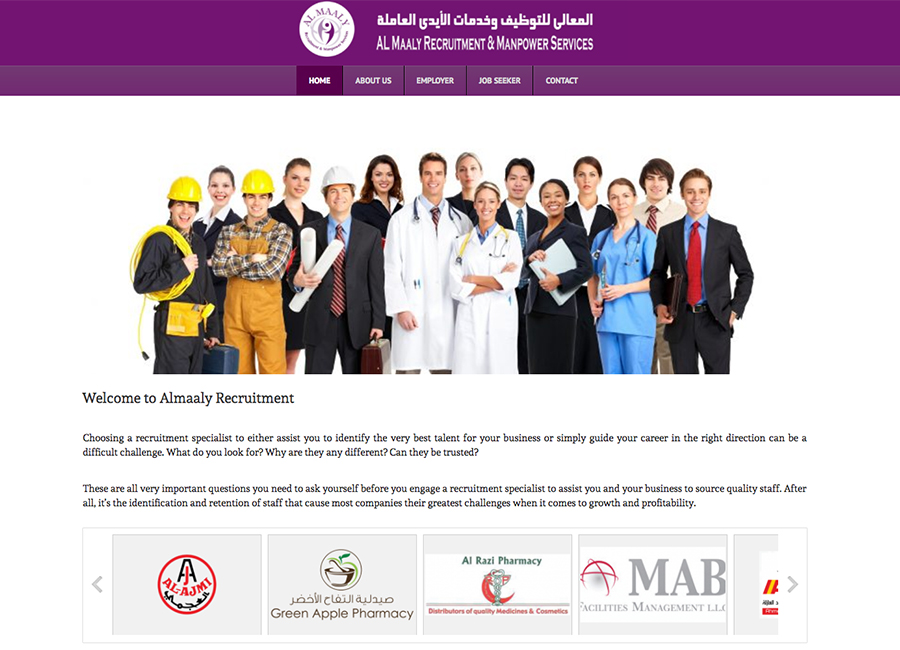 AL MAALY
Recruitment & Manpower Services
المعالي للتوظيف وخدمات الأيدي العاملة
AL MAALY RECRUITMENT & MANPOWER SERVICES
HOME
ABOUT US
EMPLOYER
JOB SEEKER
CONTACT
Welcome to Almaaly Recruitment
Choosing a recruitment specialist to either assist you to identify the very best talent for your business or simply guide your career in the right direction can be a
difficult challenge. What do you look for? Why are they any different? Can they be trusted?
These are all very important questions you need to ask yourself before you engage a recruitment specialist to assist you and your business to source quality staff. After
all, it's the identification and retention of staff that cause most companies their greatest challenges when it comes to growth and profitability.
AL-AJMI
العجمي
صيدلية التفاح الأخضر
Green Apple Pharmacy
Al Razi Pharmacy
Distributors of quality Medicines & Cosmetics
MAB
FACILITIES MANAGEMENT LLC